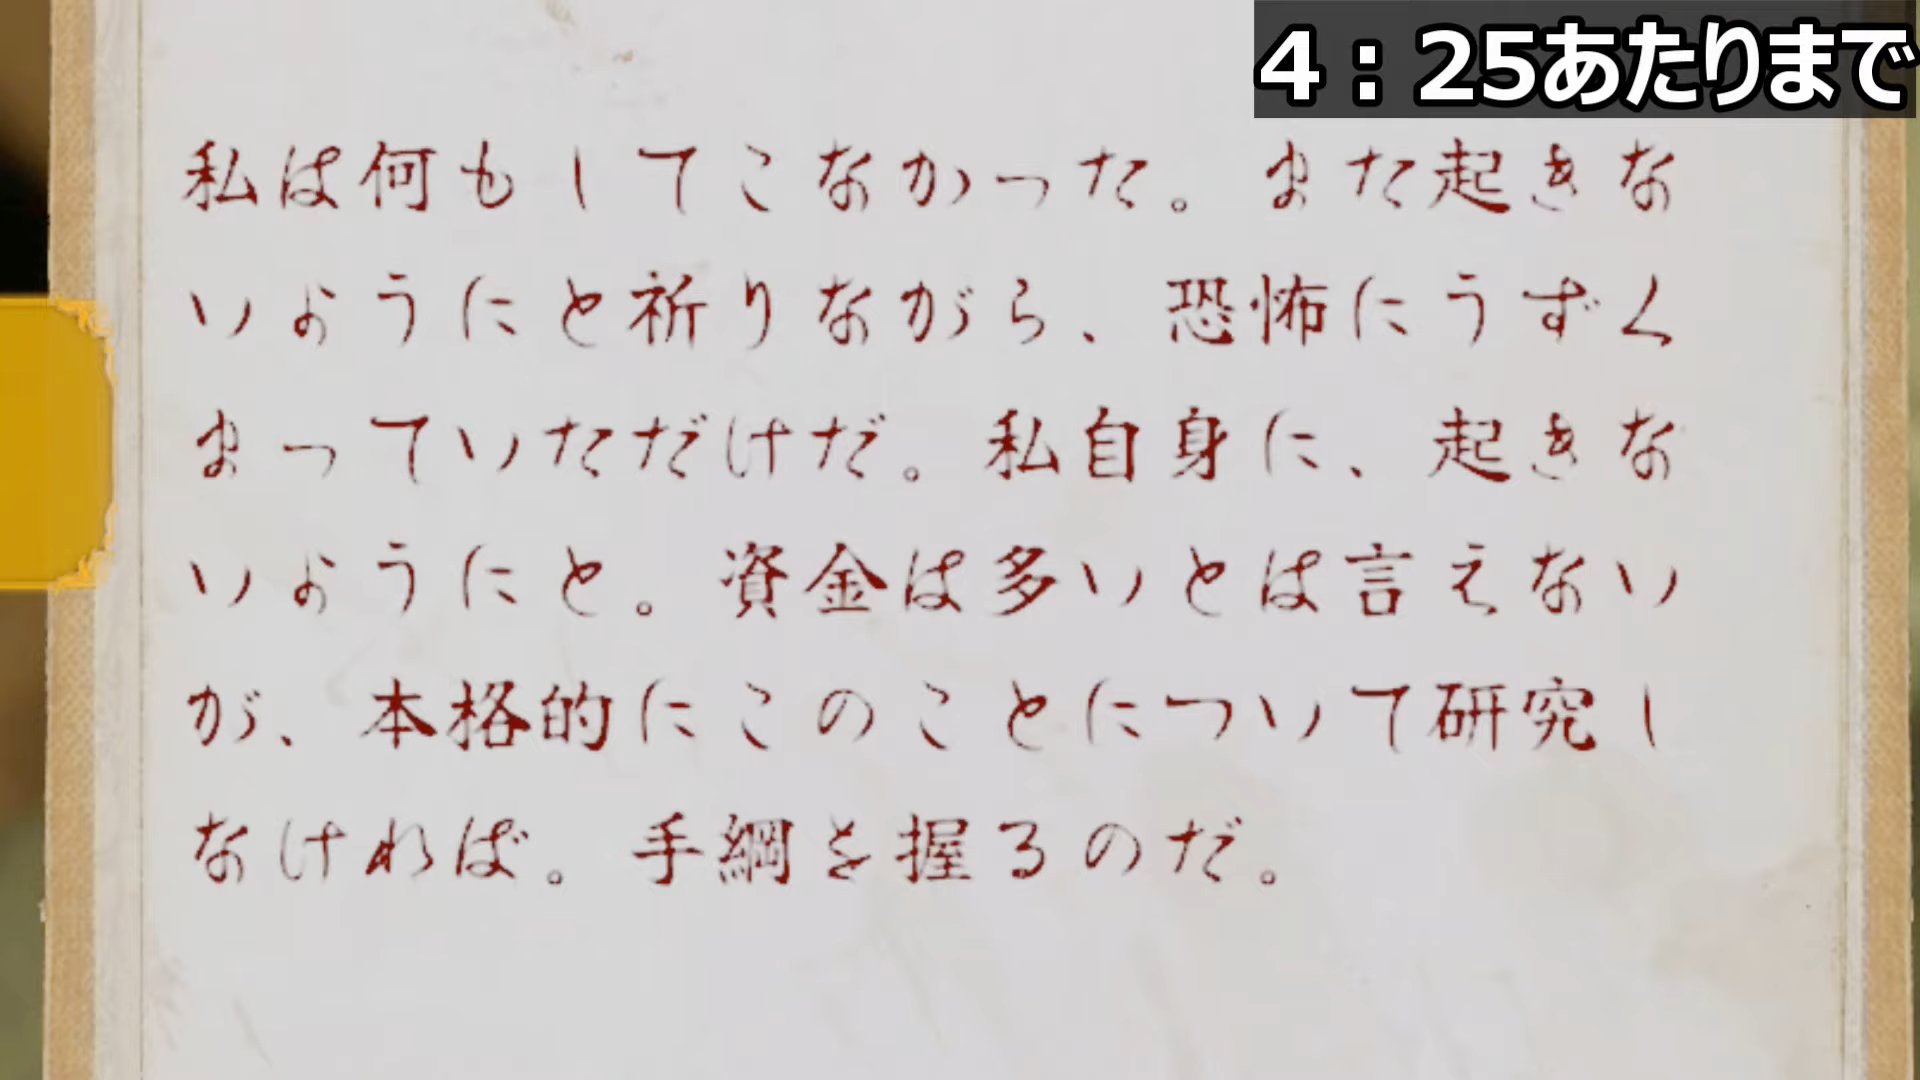 4：25あたりまで
私は何もしてこなかった。また起きな
いようにと祈りながら、恐怖にうずく
まっていただけだ。私自身に、起きな
いようにと。資金は多いとは言えない
が、本格的にこのことについて研究し
なければ。手綱を握るのだ。